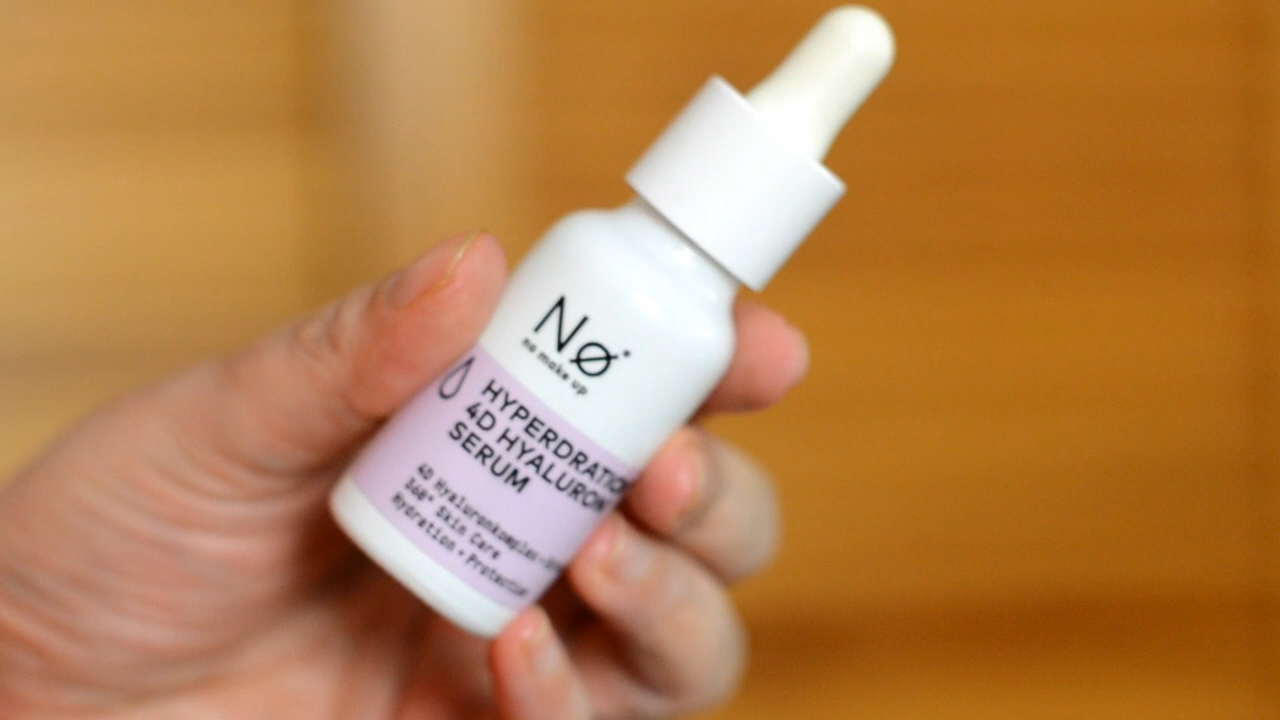 Nø
no make up
HYPERDRATION
4D HYALURON
SERUM
4D Hyaluronkomplex
360° Skin Care
Hydration + Protection